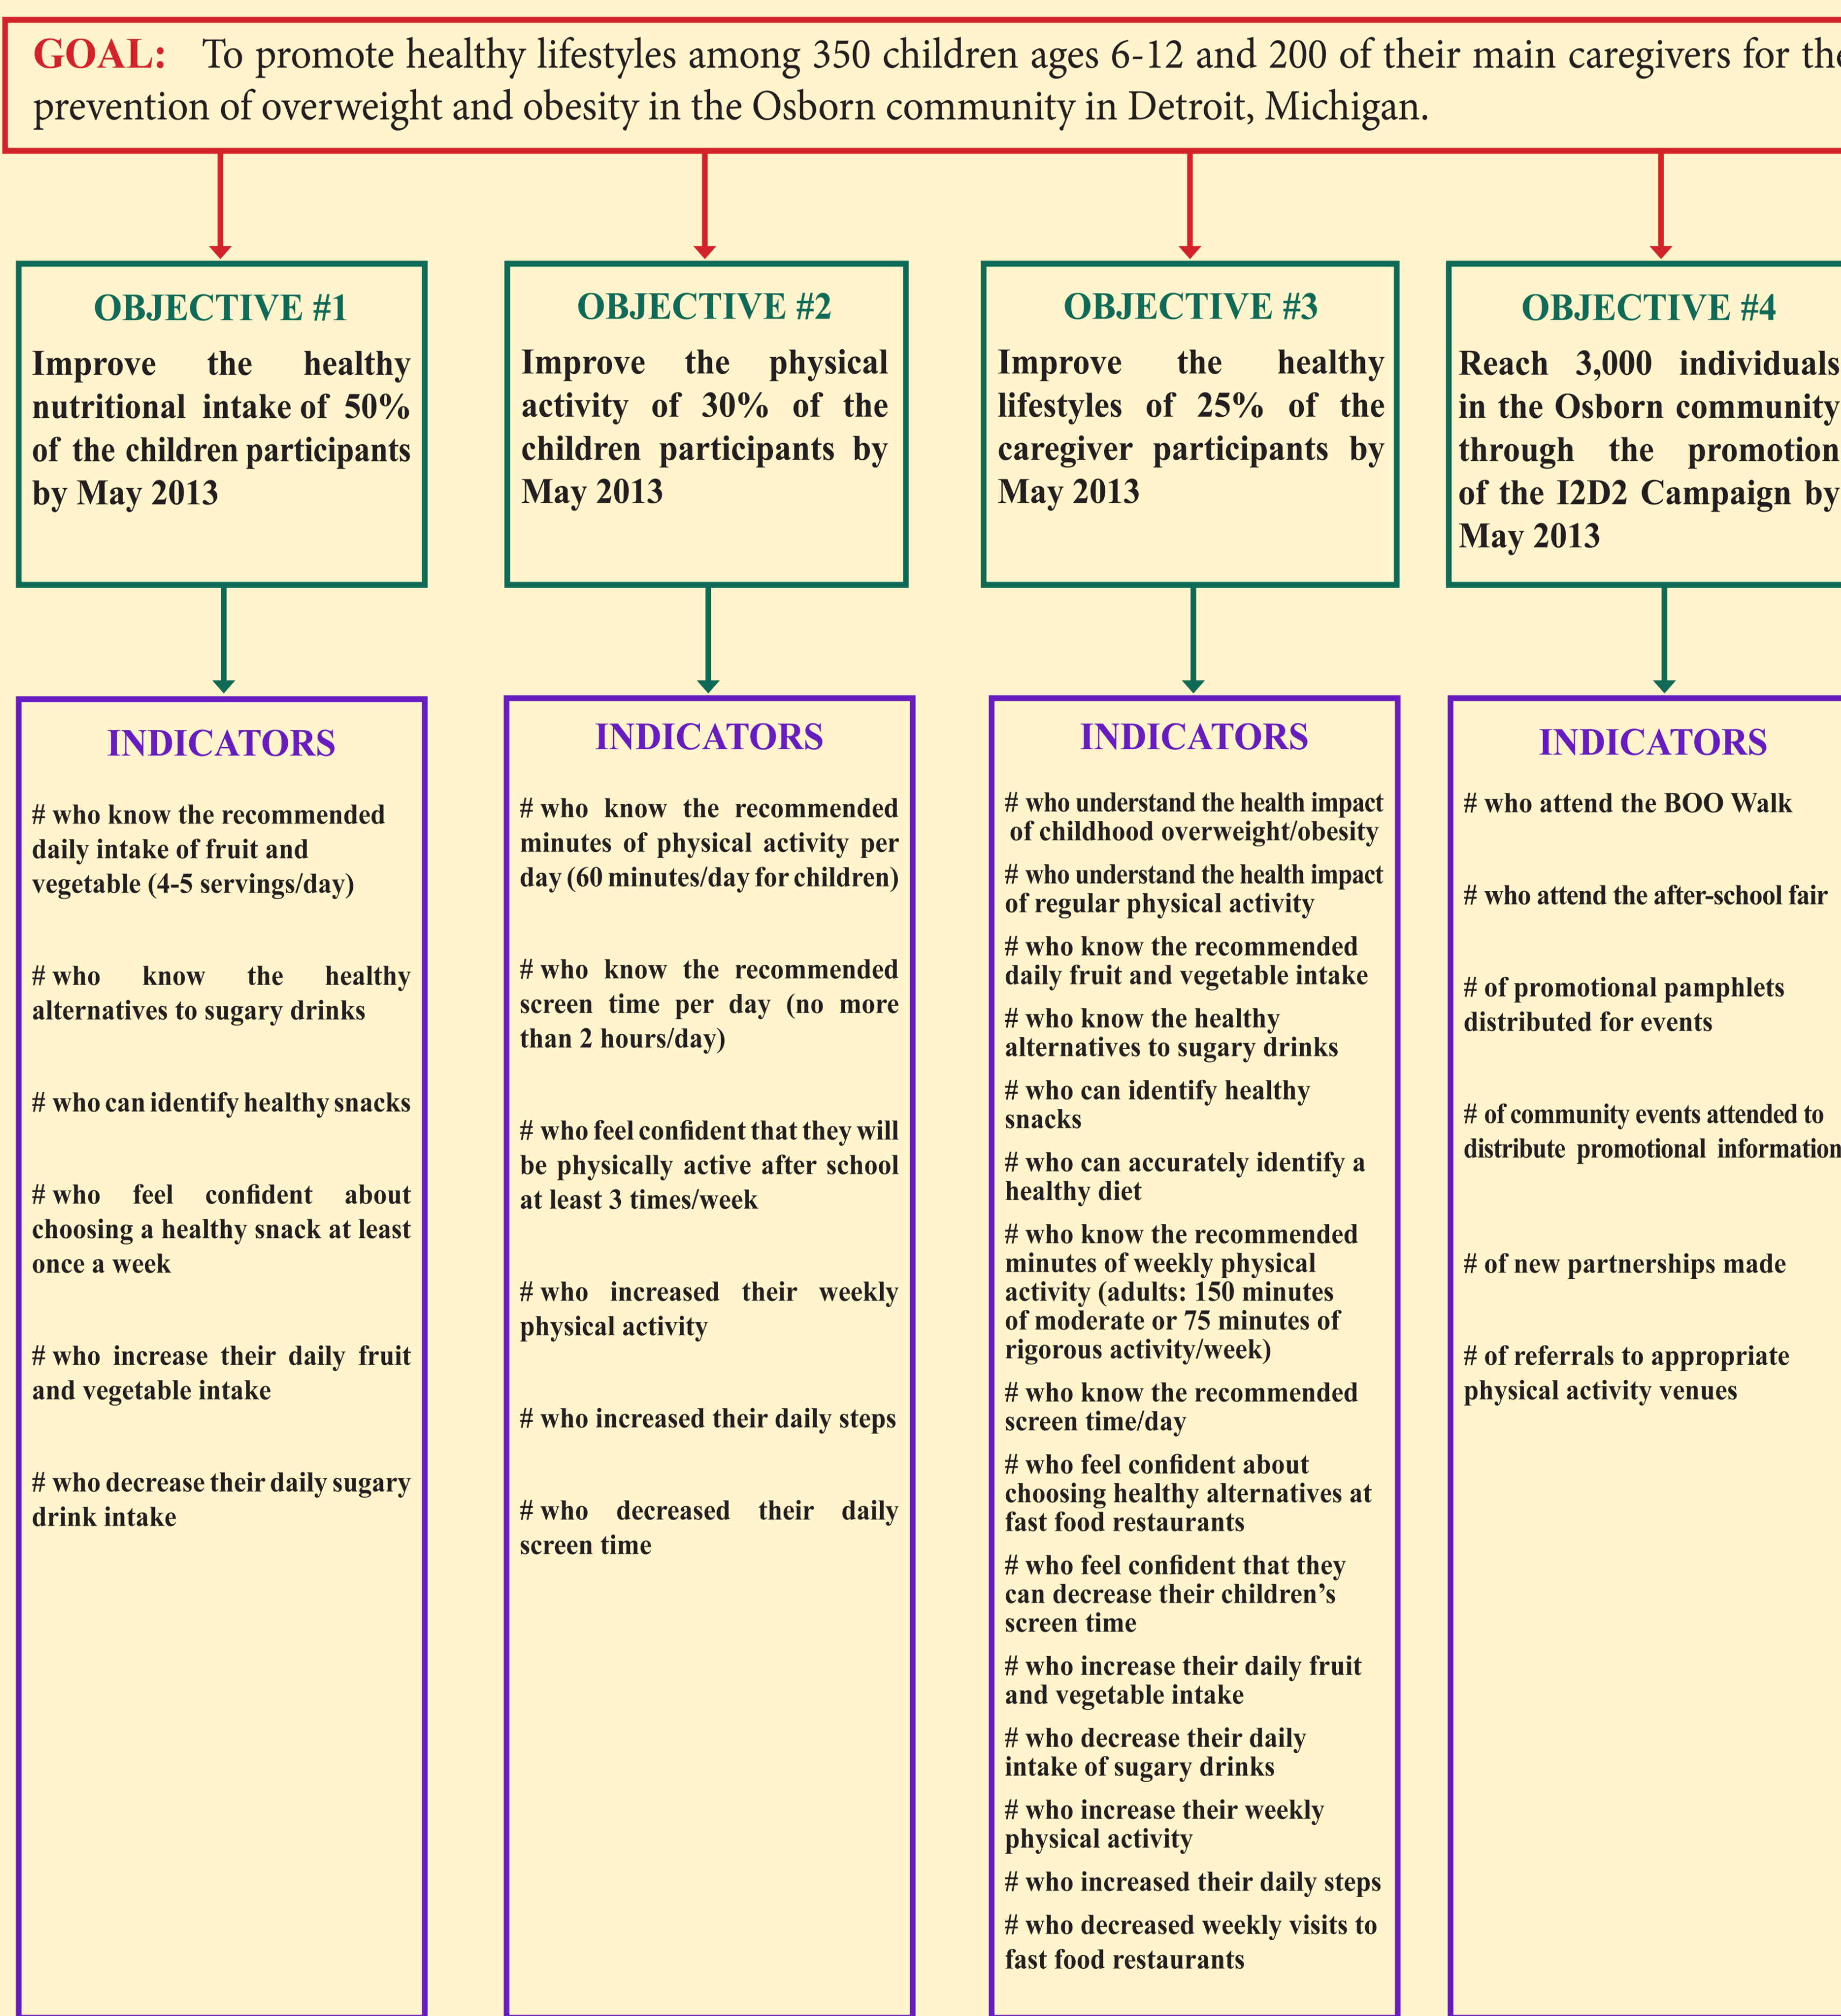 GOAL: To promote healthy lifestyles among 350 children ages 6-12 and 200 of their main caregivers for the
prevention of overweight and obesity in the Osborn community in Detroit, Michigan.
OBJECTIVE #1
Improve the healthy
nutritional intake of 50%
of the children participants
by May 2013
OBJECTIVE #2
Improve the physical
activity of 30% of the
children participants by
May 2013
OBJECTIVE #3
Improve the healthy
lifestyles of 25% of the
caregiver participants by
May 2013
OBJECTIVE #4
Reach 3,000 individuals
in the Osborn community
through the promotion
of the I2D2 Campaign by
May 2013
INDICATORS
# who know the recommended
daily intake of fruit and
vegetable (4-5 servings/day)
# who know the healthy
alternatives to sugary drinks
# who can identify healthy snacks
# who feel confident about
choosing a healthy snack at least
once a week
# who increase their daily fruit
and vegetable intake
# who decrease their daily sugary
drink intake
INDICATORS
# who know the recommended
minutes of physical activity per
day (60 minutes/day for children)
# who know the recommended
screen time per day (no more
than 2 hours/day)
# who feel confident that they will
be physically active after school
at least 3 times/week
# who increased their weekly
physical activity
# who increased their daily steps
# who decreased their daily
screen time
INDICATORS
# who understand the health impact
of childhood overweight/obesity
# who understand the health impact
of regular physical activity
# who know the recommended
daily fruit and vegetable intake
# who know the healthy
alternatives to sugary drinks
# who can identify healthy
snacks
# who can accurately identify a
healthy diet
# who know the recommended
minutes of weekly physical
activity (adults: 150 minutes
of moderate or 75 minutes of
rigorous activity/week)
# who know the recommended
screen time/day
# who feel confident about
choosing healthy alternatives at
fast food restaurants
# who feel confident that they
can decrease their children’s
screen time
# who increase their daily fruit
and vegetable intake
# who decrease their daily
intake of sugary drinks
# who increase their weekly
physical activity
# who increased their daily steps
# who decreased weekly visits to
fast food restaurants
INDICATORS
# who attend the BOO Walk
# who attend the after-school fair
# of promotional pamphlets
distributed for events
# of community events attended to
distribute promotional information
# of new partnerships made
# of referrals to appropriate
physical activity venues